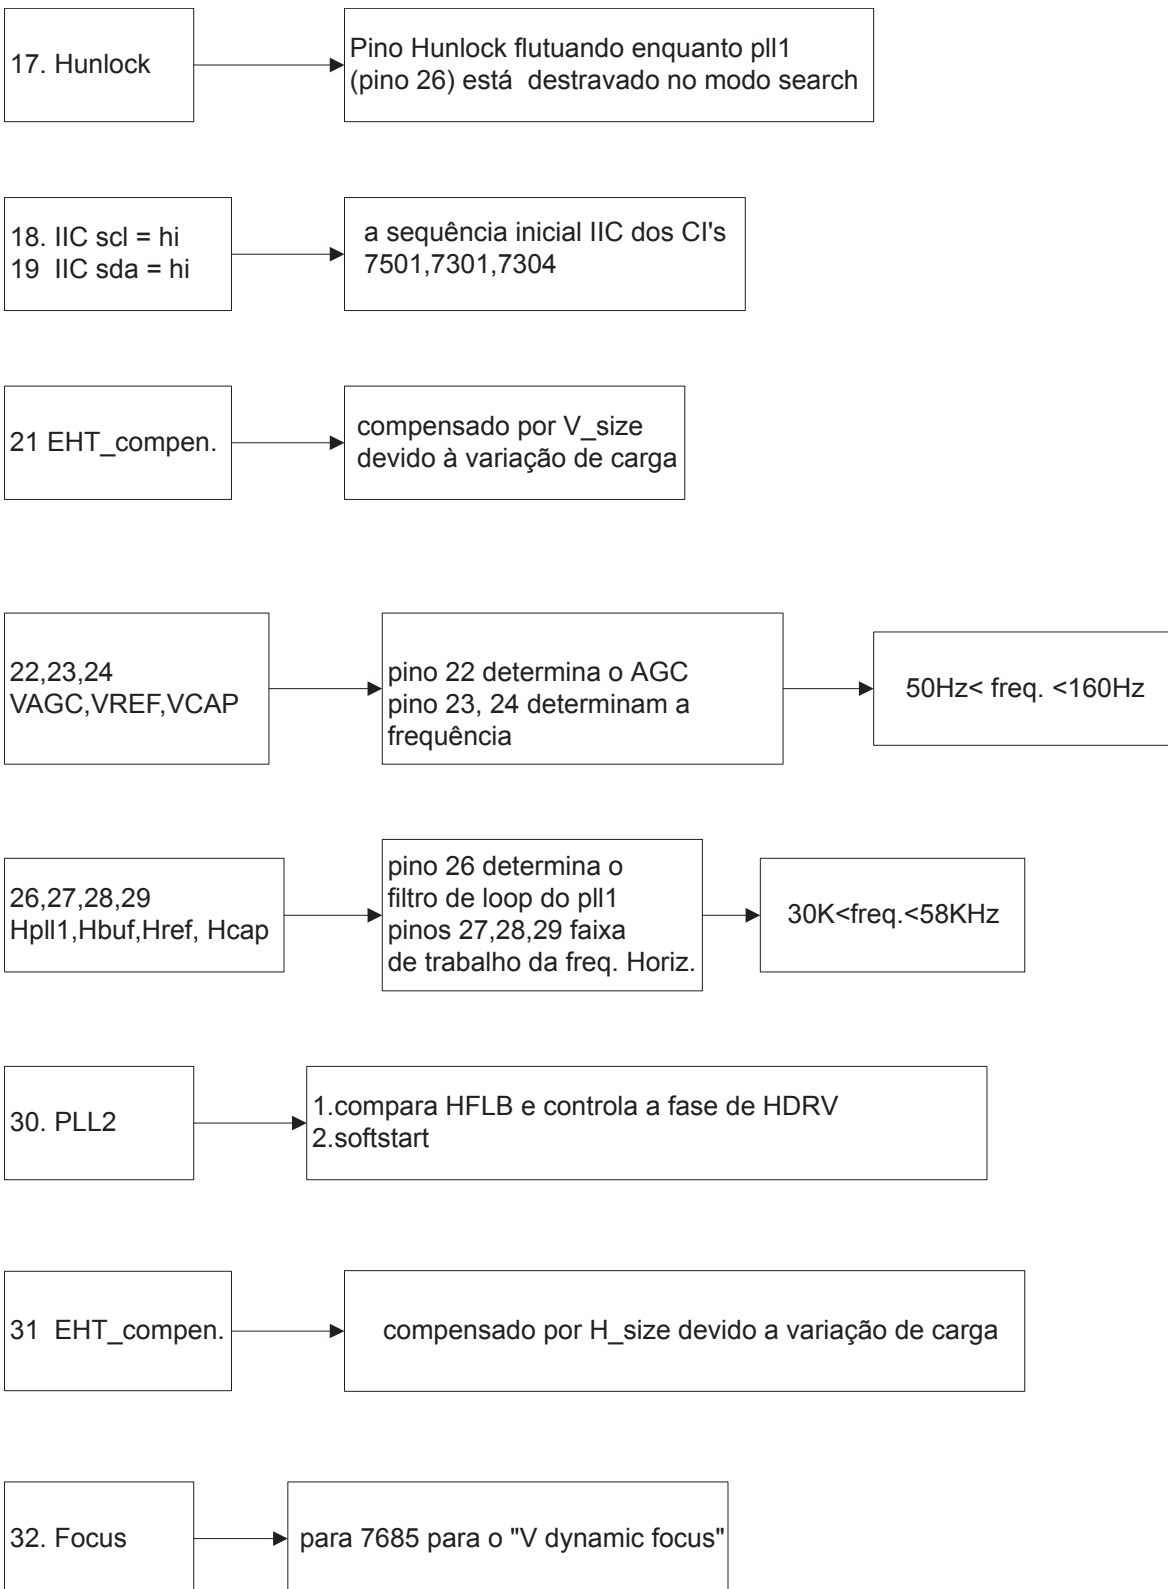 17. Hunlock
Pino Hunlock flutuando enquanto pll1
(pino 26) está  destravado no modo search
18. IIC scl = hi
19  IIC sda = hi
a sequência inicial IIC dos CI's
7501,7301,7304
21 EHT_compen.
compensado por V_size
devido à variação de carga
22,23,24
VAGC,VREF,VCAP
pino 22 determina o AGC
pino 23, 24 determinam a
frequência
50Hz< freq. <160Hz
26,27,28,29
Hpll1,Hbuf,Href, Hcap
pino 26 determina o
filtro de loop do pll1
pinos 27,28,29 faixa
de trabalho da freq. Horiz.
30K<freq.<58KHz
30. PLL2
1.compara HFLB e controla a fase de HDRV
2.softstart
31  EHT_compen.
compensado por H_size devido a variação de carga
32. Focus
para 7685 para o "V dynamic focus"